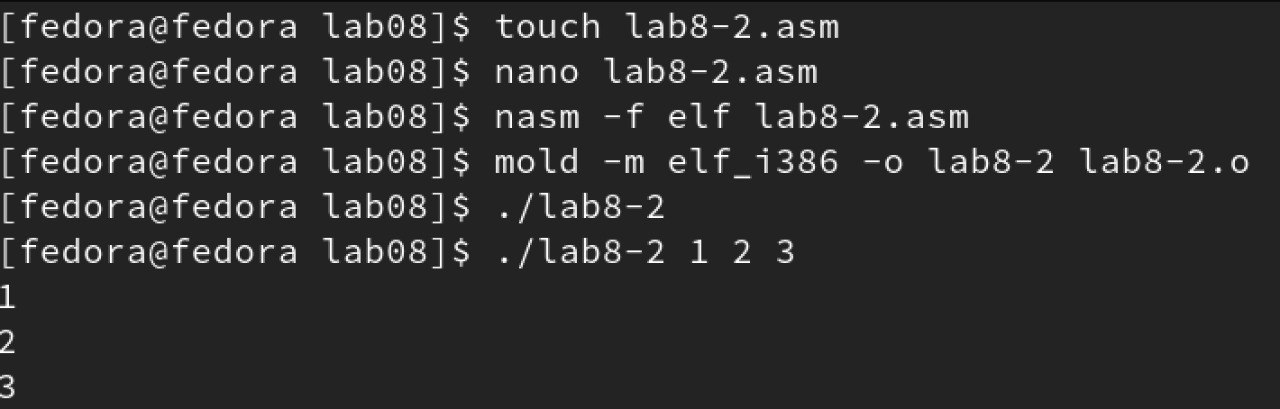 [fedora@fedora lab08]$ touch lab8-2.asm
[fedora@fedora lab08]$ nano lab8-2.asm
[fedora@fedora lab08]$ nasm -f elf lab8-2.asm
[fedora@fedora lab08]$ mold -m elf_i386 -o lab8-2 lab8-2.o
[fedora@fedora lab08]$ ./lab8-2
[fedora@fedora lab08]$ ./lab8-2 1 2 3
1
2
3